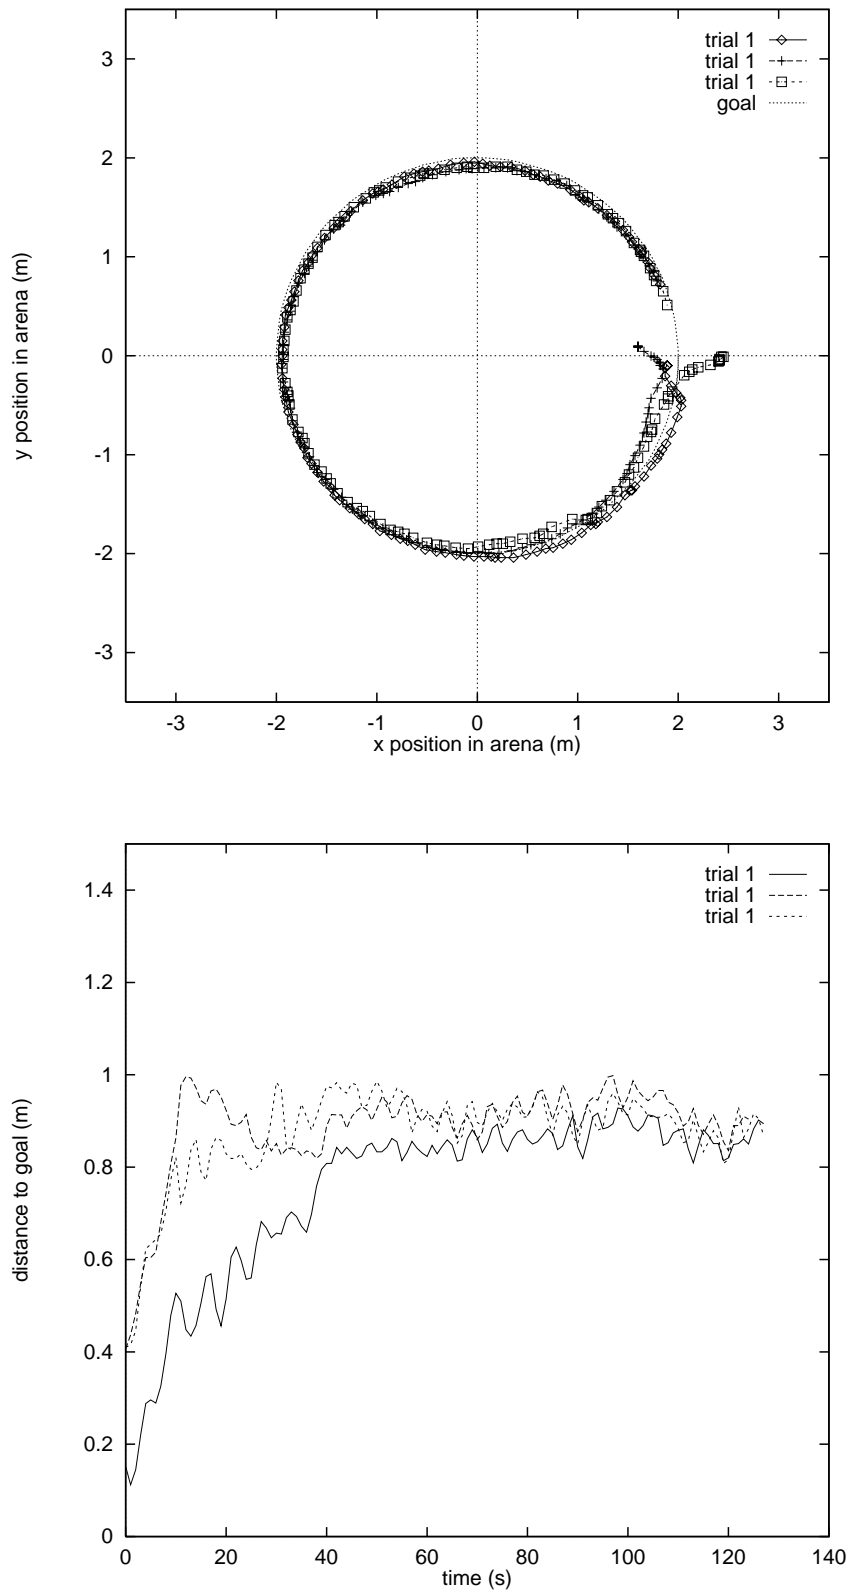 3
2
1
0
-1
-2
-3
-3 -2 -1 0 1 2 3
y position in arena (m)
x position in arena (m)
trial 1
trial 1
trial 1
goal
1.4
1.2
1
0.8
0.6
0.4
0.2
0
0 20 40 60 80 100 120 140
distance to goal (m)
time (s)
trial 1
trial 1
trial 1